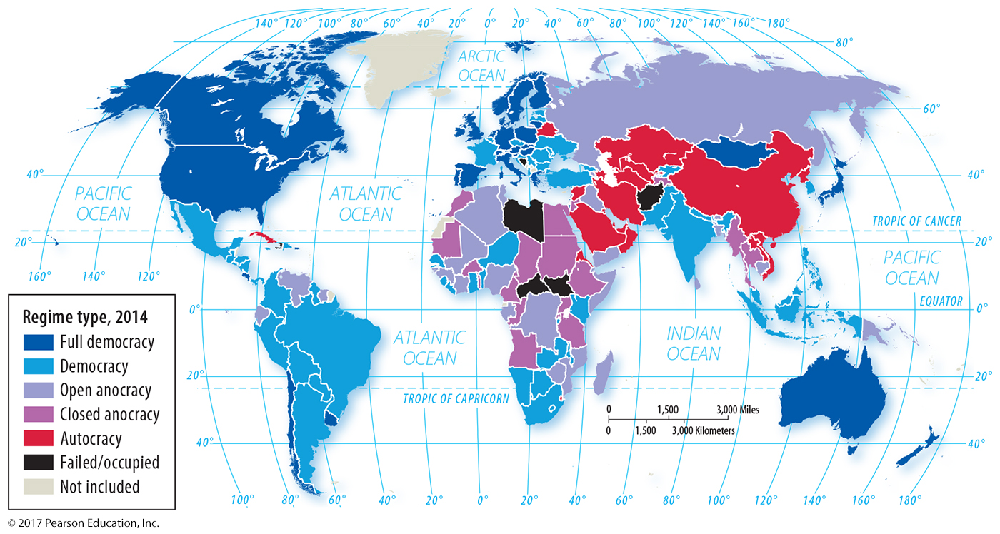 140° 120° 100° 80° 60° 40° 20° 0° 20° 40° 60° 80° 100° 120° 140° 160° 180°
80°
ARCTIC
OCEAN
60°
40°
40°
PACIFIC
OCEAN
ATLANTIC
OCEAN
TROPIC OF CANCER
20°
20°
PACIFIC
OCEAN
160° 140° 120°
EQUATOR
0°
0°
ATLANTIC
OCEAN
INDIAN
OCEAN
20°
20°
TROPIC OF CAPRICORN
0 1,500 3,000 Miles
0 1,500 3,000 Kilometers
40°
40°
100° 80° 60° 40° 20° 0° 20° 40° 60° 80° 100° 120° 140° 160° 180°
Regime type, 2014
Full democracy
Democracy
Open anocracy
Closed anocracy
Autocracy
Failed/occupied
Not included
© 2017 Pearson Education, Inc.